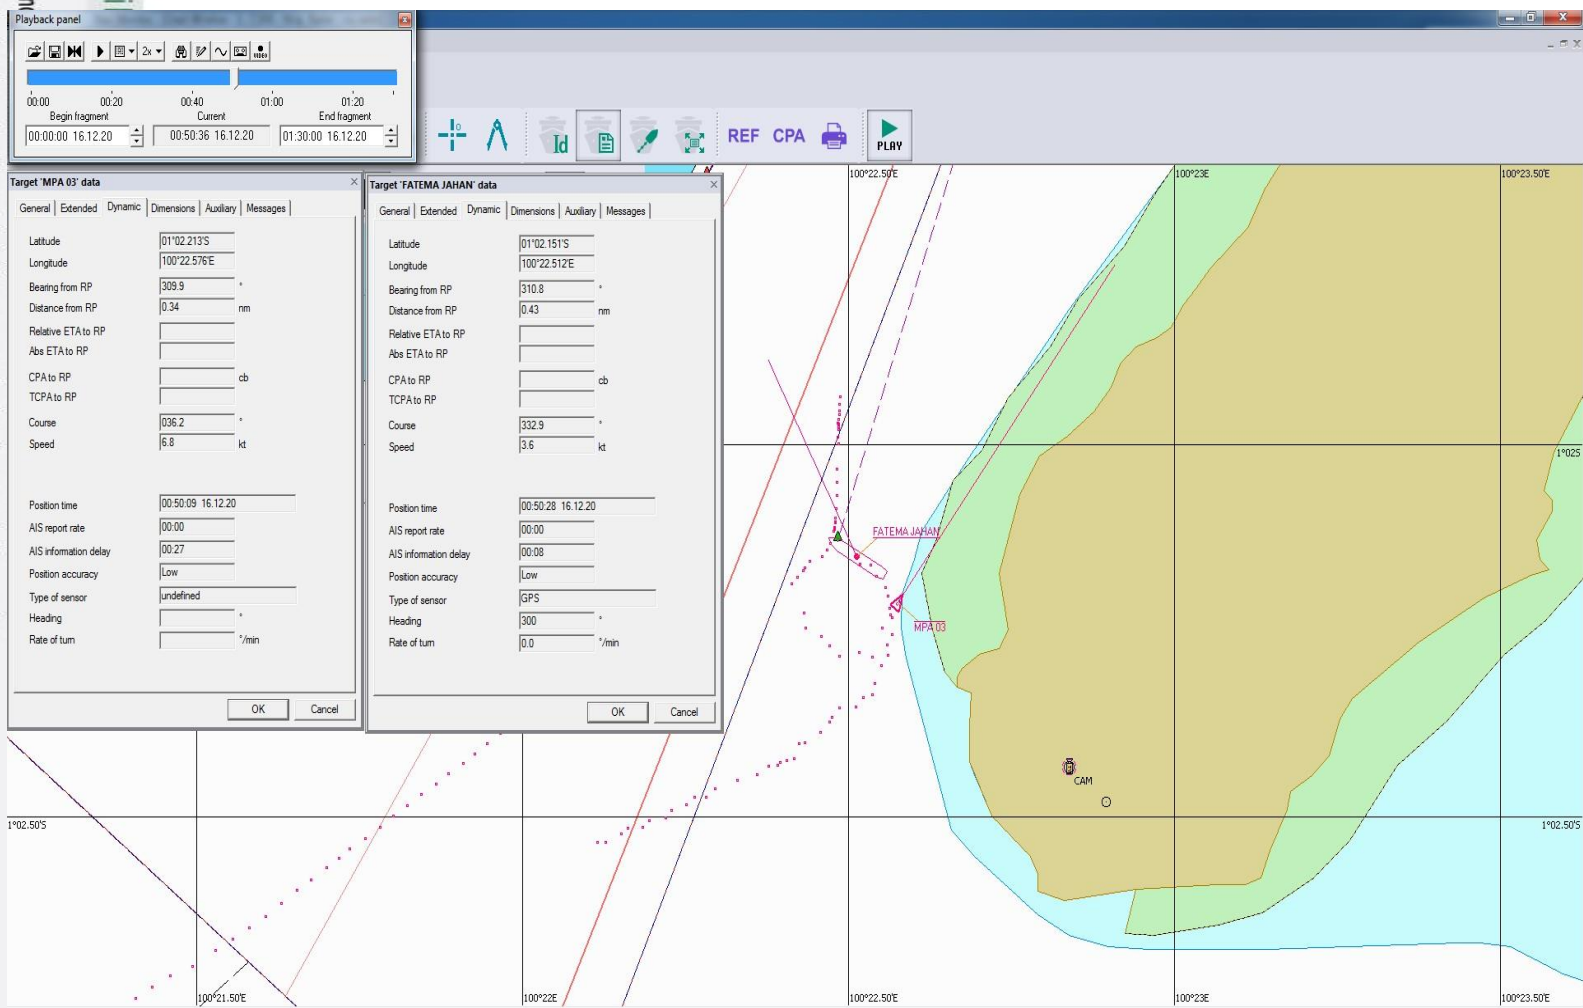 Playback panel
2x
VIDEO
00:00 00:20 00:40 01:00 01:20
Begin fragment Current End fragment
00:00:00 16.12.20 00:50:36 16.12.20 01:30:00 16.12.20
Id REF CPA PLAY
Target 'MPA 03' data
General Extended Dynamic Dimensions Auxiliary Messages
Latitude 01°02.213'S
Longitude 100°22.576'E
Bearing from RP 309.9 °
Distance from RP 0.34 nm
Relative ETA to RP
Abs ETA to RP
CPA to RP cb
TCPA to RP
Course 036.2 °
Speed 6.8 kt
Position time 00:50:09 16.12.20
AIS report rate 00:00
AIS information delay 00:27
Position accuracy Low
Type of sensor undefined
Heading °
Rate of turn °/min
OK Cancel
Target 'FATEMA JAHAN' data
General Extended Dynamic Dimensions Auxiliary Messages
Latitude 01°02.151'S
Longitude 100°22.512'E
Bearing from RP 310.8 °
Distance from RP 0.43 nm
Relative ETA to RP
Abs ETA to RP
CPA to RP cb
TCPA to RP
Course 332.9 °
Speed 3.6 kt
Position time 00:50:28 16.12.20
AIS report rate 00:00
AIS information delay 00:08
Position accuracy Low
Type of sensor GPS
Heading 300 °
Rate of turn 0.0 °/min
OK Cancel
100°22.50'E 100°23'E 100°23.50'E
1°025
FATEMA JAHAN
MPA 03
CAM
1°02.50'S 1°02.50'S
100°21.50'E 100°22'E 100°22.50'E 100°23'E 100°23.50'E